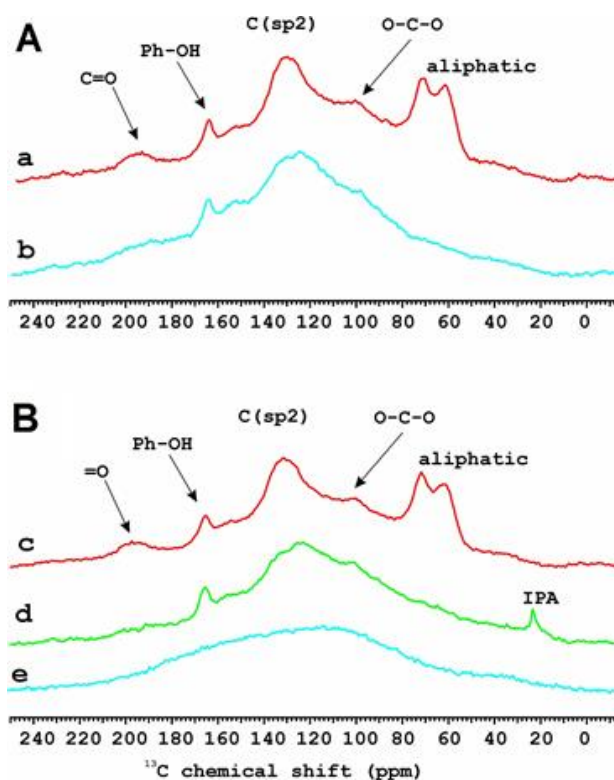 A
C(sp2)
O-C-O
Ph-OH
aliphatic
C=O
a
b
240 220 200 180 160 140 120 100 80 60 40 20 0
B
C(sp2)
O-C-O
Ph-OH
aliphatic
=O
c
IPA
d
e
240 220 200 180 160 140 120 100 80 60 40 20 0
¹³C chemical shift (ppm)